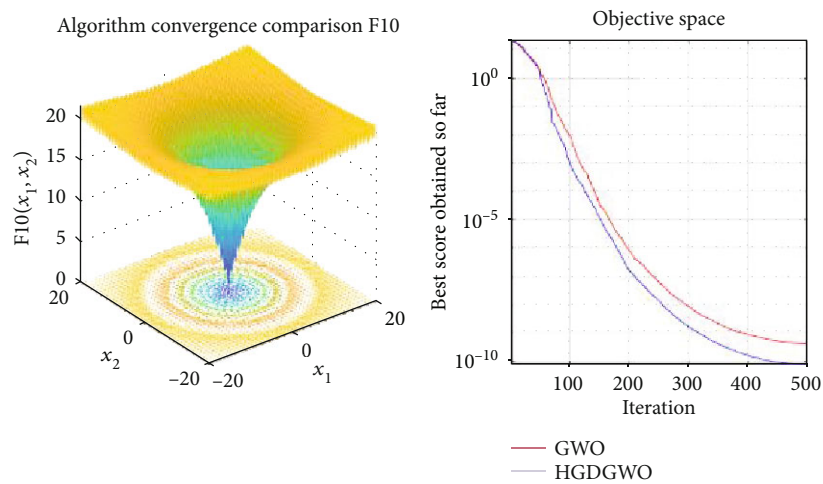 Algorithm convergence comparison F10
20
15
10
5
0
F10(x₁, x₂)
20
0
–20
x₂
–20
0
20
x₁
Objective space
10⁰
10⁻⁵
10⁻¹⁰
Best score obtained so far
100 200 300 400 500
Iteration
GWO
HGDGWO